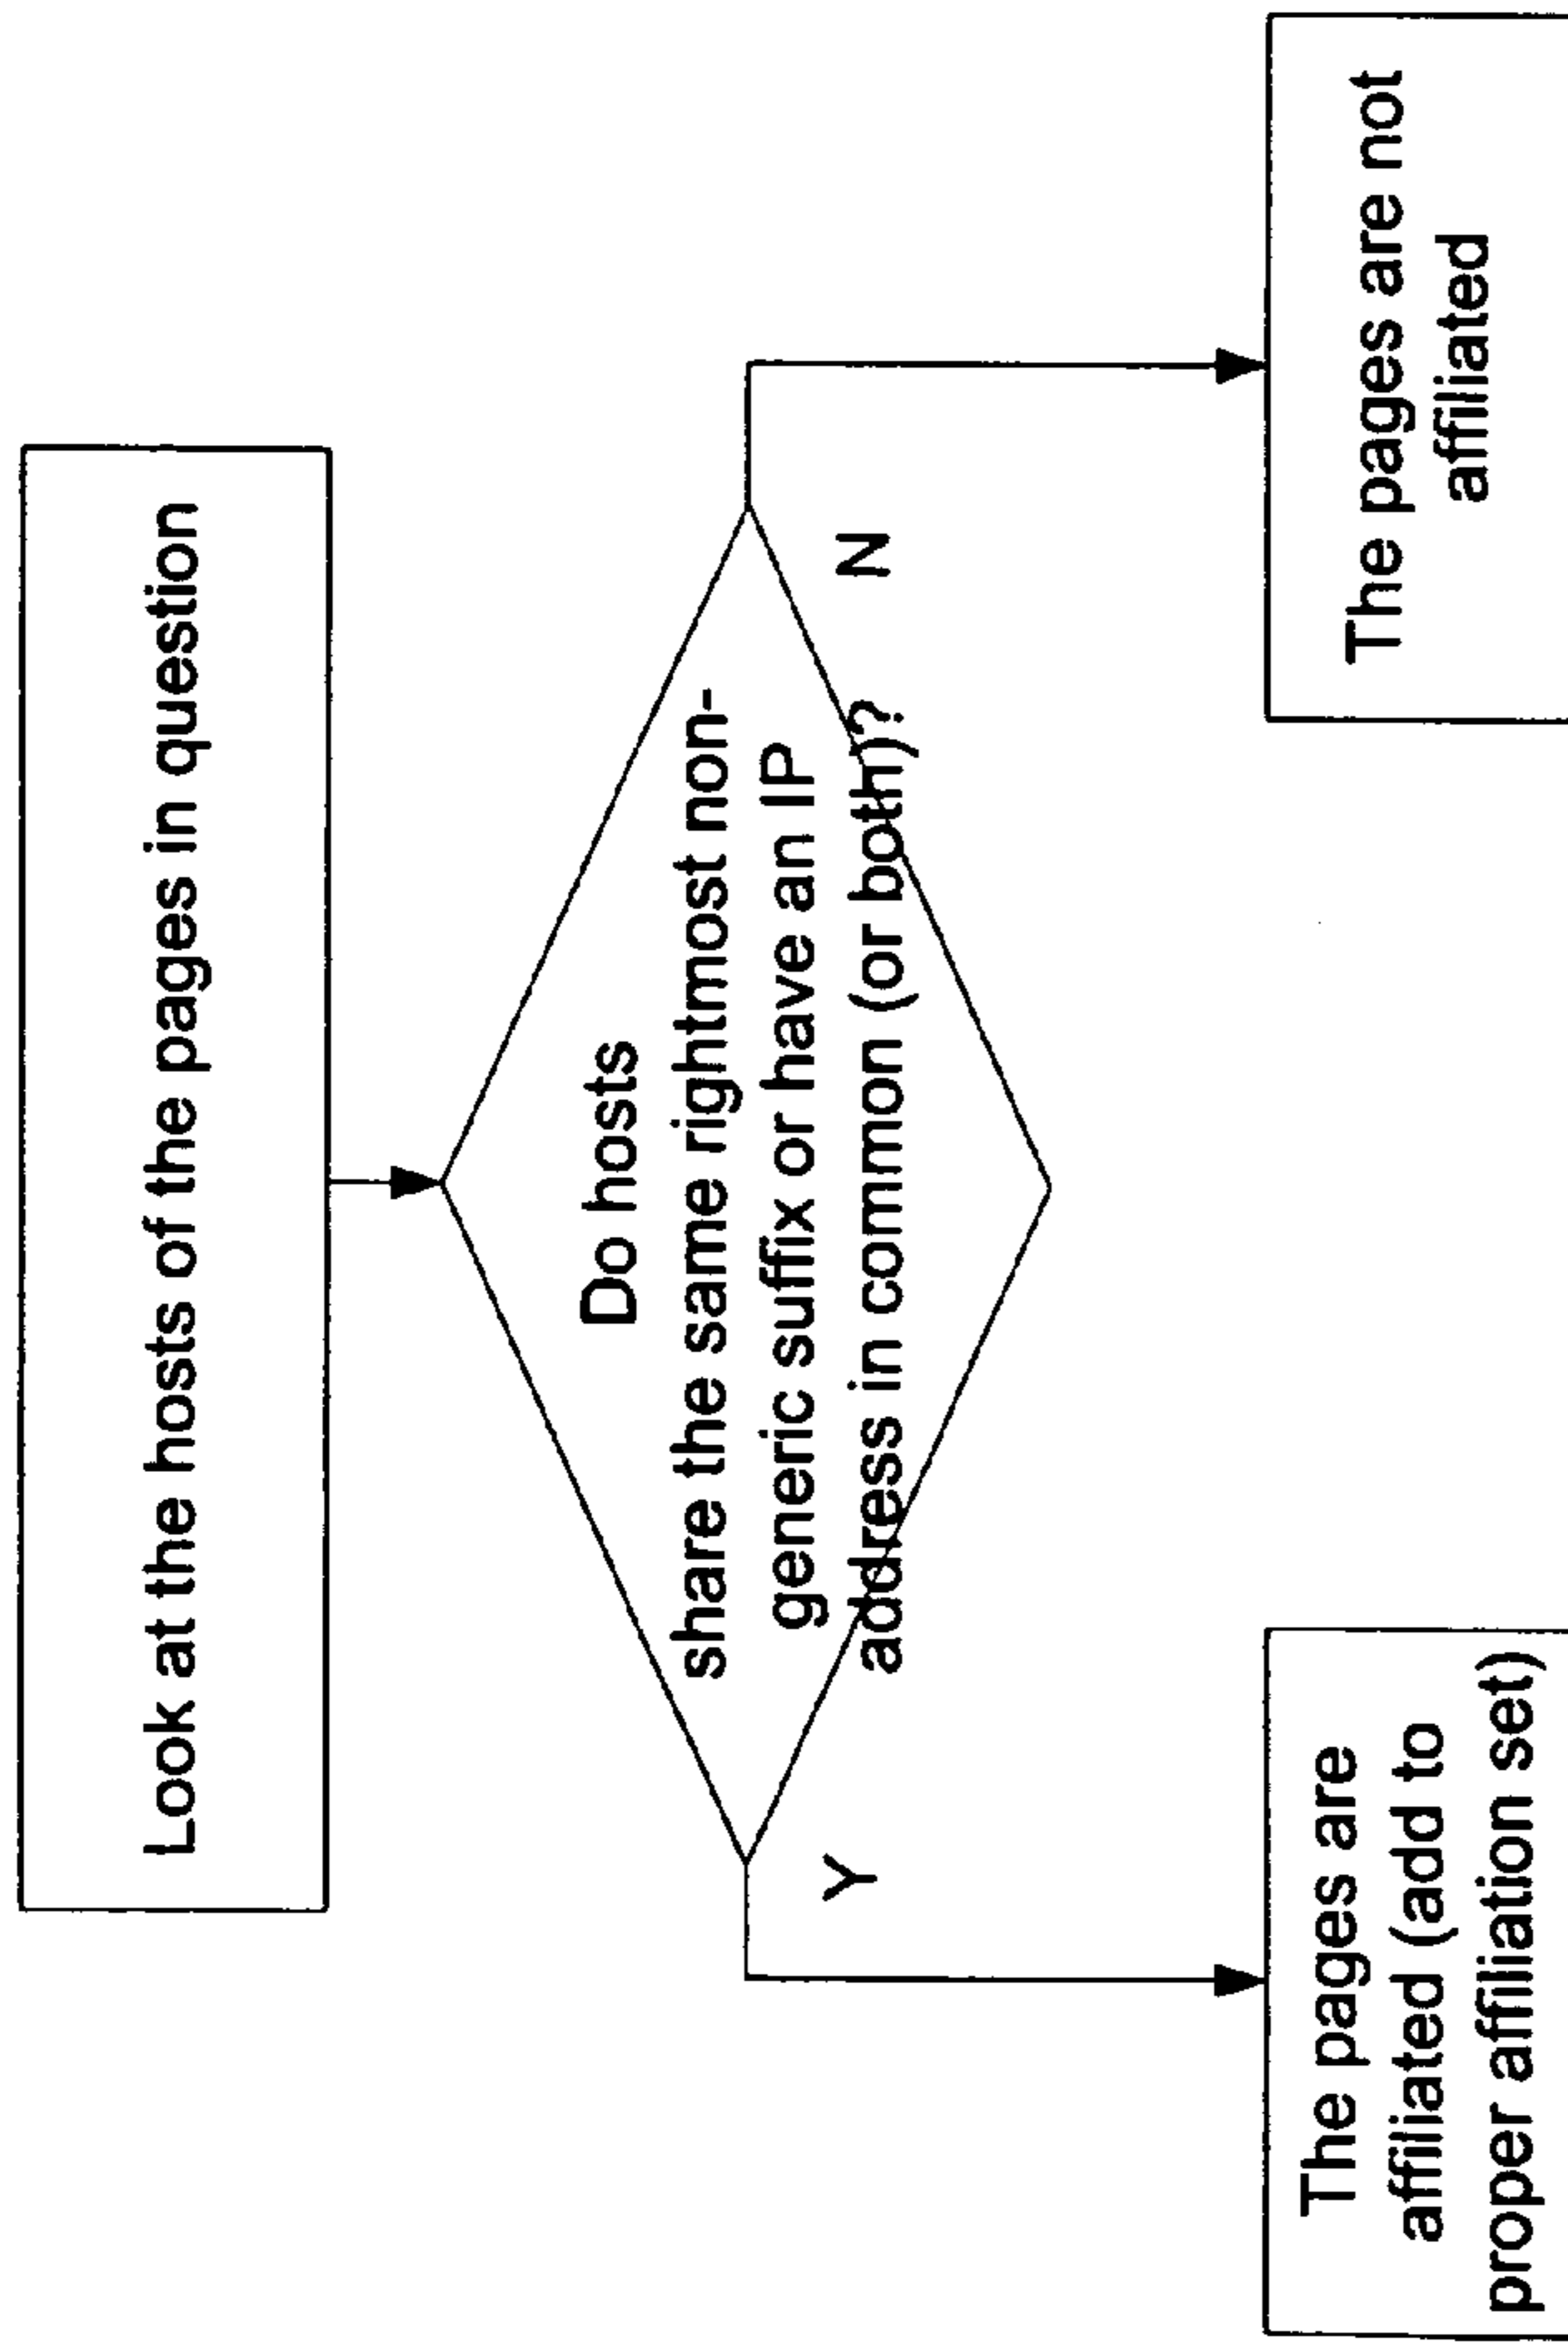 Look at the hosts of the pages in question
Do hosts
share the same rightmost non-
generic suffix or have an IP
address in common (or both)?
Y
N
The pages are
affiliated (add to
proper affiliation set)
The pages are not
affiliated